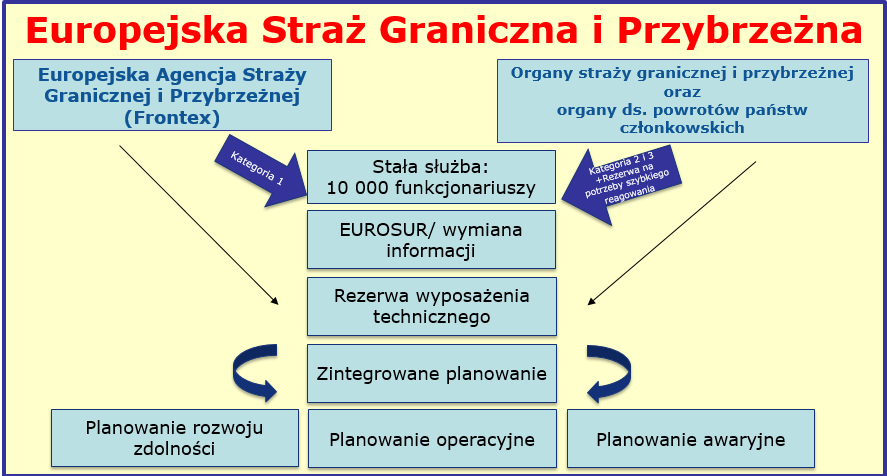 Europejska Straż Graniczna i Przybrzeżna
Europejska Agencja Straży
Granicznej i Przybrzeżnej
(Frontex)
Organy straży granicznej i przybrzeżnej
oraz
organy ds. powrotów państw
członkowskich
Kategoria 1
Stała służba:
10 000 funkcjonariuszy
Kategoria 2 i 3
+Rezerwa na
potrzeby szybkiego
reagowania
EUROSUR/ wymiana
informacji
Rezerwa wyposażenia
technicznego
Zintegrowane planowanie
Planowanie rozwoju
zdolności
Planowanie operacyjne
Planowanie awaryjne